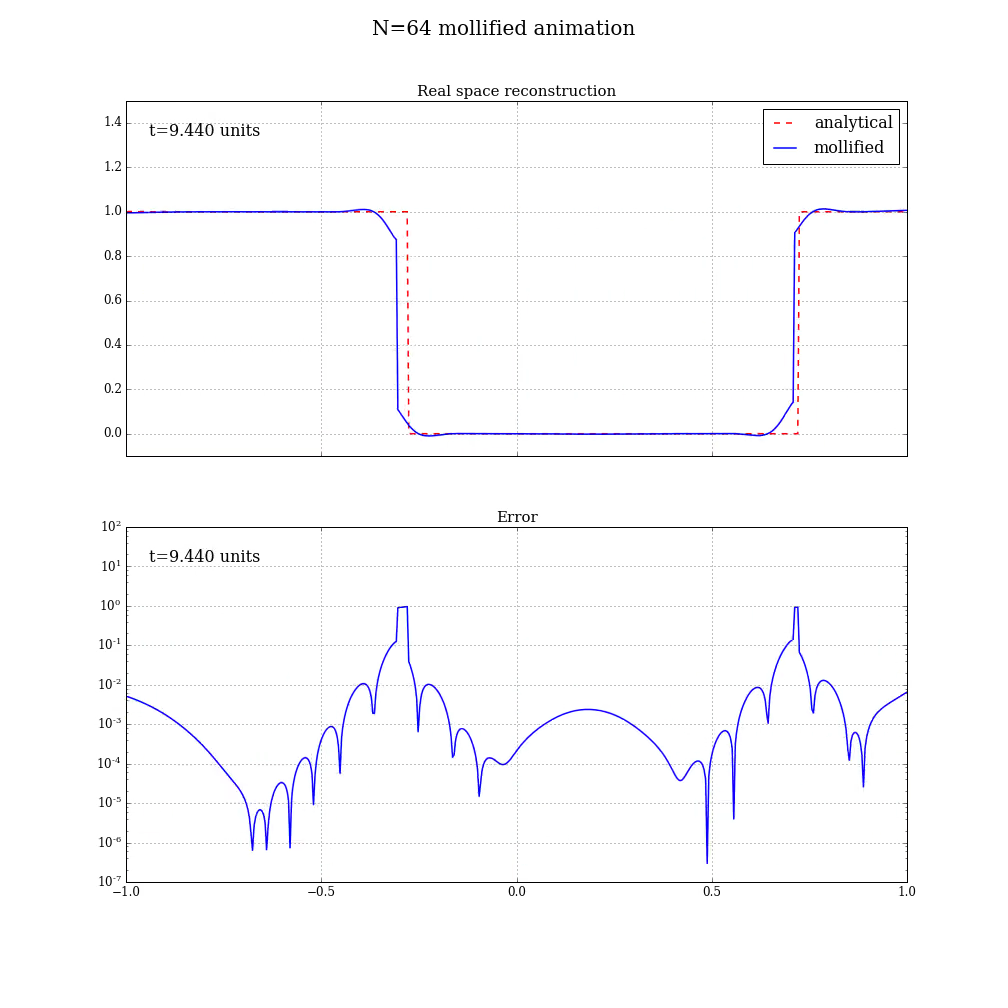 N=64 mollified animation
Real space reconstruction
t=9.440 units
analytical
mollified
1.4
1.2
1.0
0.8
0.6
0.4
0.2
0.0
Error
t=9.440 units
10²
10¹
10⁰
10⁻¹
10⁻²
10⁻³
10⁻⁴
10⁻⁵
10⁻⁶
10⁻⁷
−1.0 −0.5 0.0 0.5 1.0